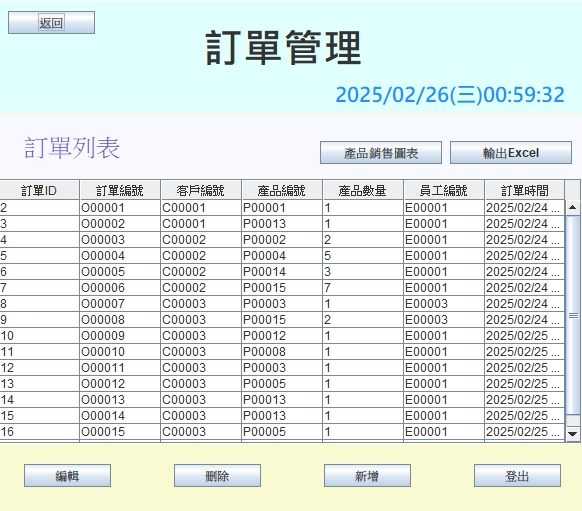 返回
訂單管理
2025/02/26(三)00:59:32
訂單列表
產品銷售圖表 輸出Excel
訂單ID 訂單編號 客戶編號 產品編號 產品數量 員工編號 訂單時間
2 O00001 C00001 P00001 1 E00001 2025/02/24 ...
3 O00002 C00001 P00013 1 E00001 2025/02/24 ...
4 O00003 C00002 P00002 2 E00001 2025/02/24 ...
5 O00004 C00002 P00004 5 E00001 2025/02/24 ...
6 O00005 C00002 P00014 3 E00001 2025/02/24 ...
7 O00006 C00002 P00015 7 E00001 2025/02/24 ...
8 O00007 C00003 P00003 1 E00003 2025/02/24 ...
9 O00008 C00003 P00015 2 E00003 2025/02/24 ...
10 O00009 C00003 P00012 1 E00001 2025/02/25 ...
11 O00010 C00003 P00008 1 E00001 2025/02/25 ...
12 O00011 C00003 P00003 1 E00001 2025/02/25 ...
13 O00012 C00003 P00005 1 E00001 2025/02/25 ...
14 O00013 C00003 P00013 1 E00001 2025/02/25 ...
15 O00014 C00003 P00013 1 E00001 2025/02/25 ...
16 O00015 C00003 P00005 1 E00001 2025/02/25 ...
編輯 刪除 新增 登出